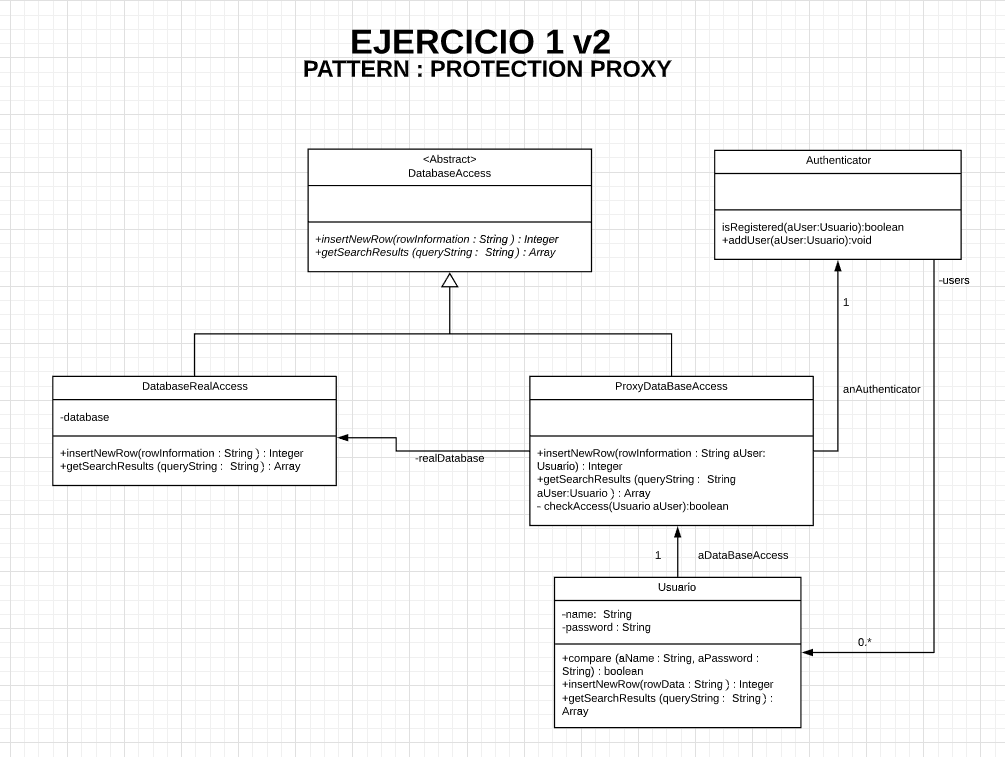 EJERCICIO 1 v2
PATTERN : PROTECTION PROXY
<Abstract>
DatabaseAccess
+insertNewRow(rowInformation : String ) : Integer
+getSearchResults (queryString : String ) : Array
Authenticator
isRegistered(aUser:Usuario):boolean
+addUser(aUser:Usuario):void
-users
1
anAuthenticator
DatabaseRealAccess
-database
+insertNewRow(rowInformation : String ) : Integer
+getSearchResults (queryString : String ) : Array
-realDatabase
ProxyDataBaseAccess
+insertNewRow(rowInformation : String aUser:
Usuario) : Integer
+getSearchResults (queryString : String
aUser:Usuario ) : Array
- checkAccess(Usuario aUser):boolean
1
aDataBaseAccess
Usuario
-name: String
-password : String
+compare (aName : String, aPassword :
String) : boolean
+insertNewRow(rowData : String ) : Integer
+getSearchResults (queryString : String ) :
Array
0.*